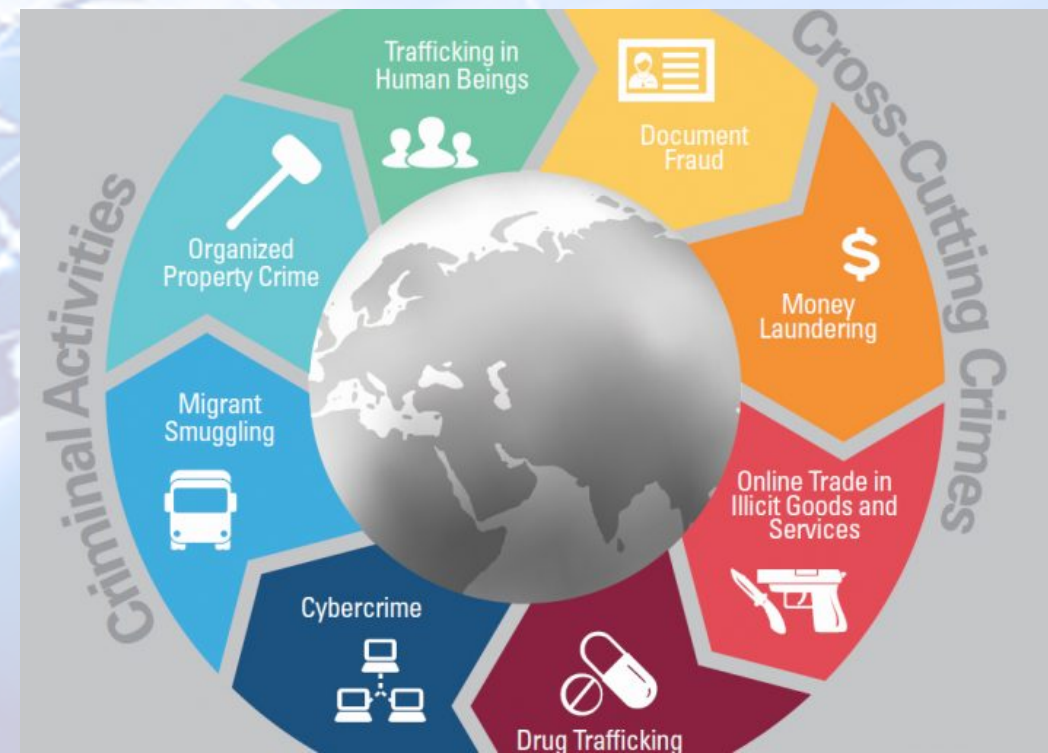 Criminal Activities
Cross-Cutting Crimes
Trafficking in
Human Beings
Document
Fraud
$
Money
Laundering
Online Trade in
Illicit Goods and
Services
Drug Trafficking
Cybercrime
Migrant
Smuggling
Organized
Property Crime